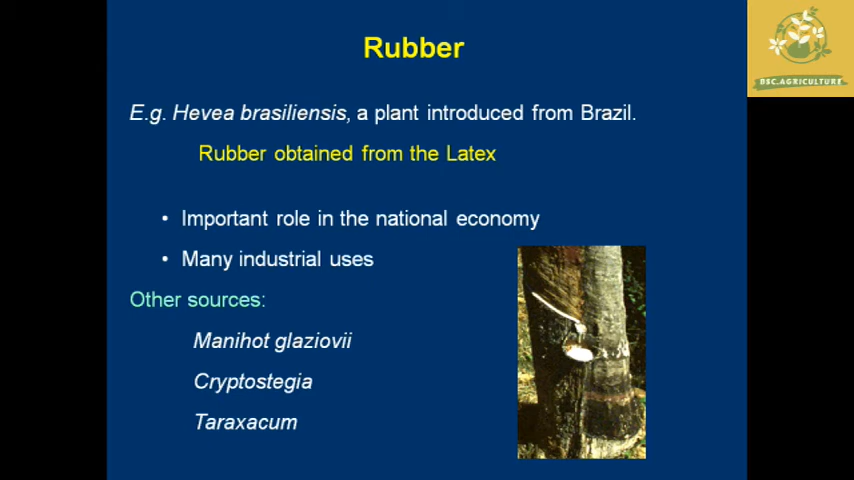 Rubber
E.g. Hevea brasiliensis, a plant introduced from Brazil.
Rubber obtained from the Latex
• Important role in the national economy
• Many industrial uses
Other sources:
Manihot glaziovii
Cryptostegia
Taraxacum
BSC.AGRICULTURE